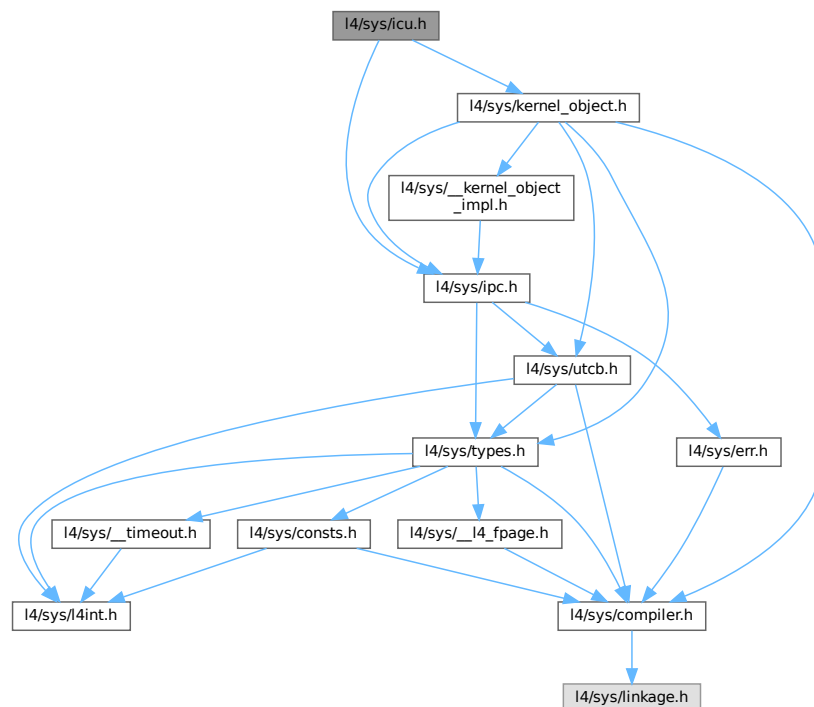 l4/sys/icu.h
l4/sys/kernel_object.h
l4/sys/__kernel_object
_impl.h
l4/sys/ipc.h
l4/sys/utcb.h
l4/sys/types.h
l4/sys/err.h
l4/sys/__timeout.h
l4/sys/consts.h
l4/sys/__l4_fpage.h
l4/sys/l4int.h
l4/sys/compiler.h
l4/sys/linkage.h